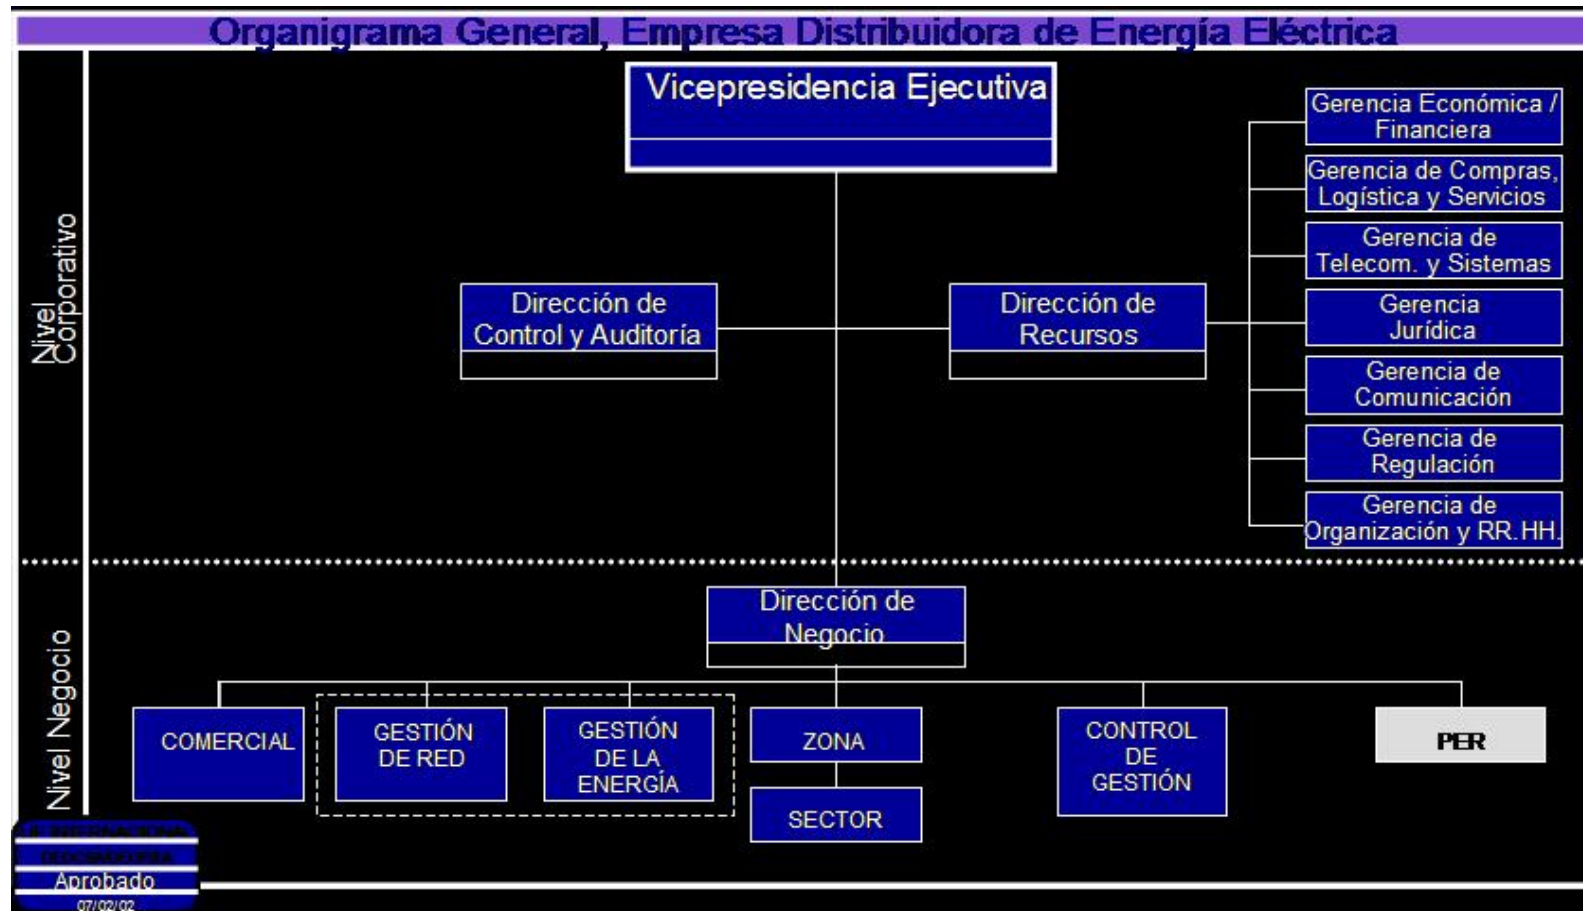 Organigrama General, Empresa Distribuidora de Energía Eléctrica
Vicepresidencia Ejecutiva
Gerencia Económica /
Financiera
Gerencia de Compras,
Logística y Servicios
Gerencia de
Telecom. y Sistemas
Gerencia
Jurídica
Gerencia de
Comunicación
Gerencia de
Regulación
Gerencia de
Organización y RR.HH.
Dirección de
Control y Auditoría
Dirección de
Recursos
Nivel
Corporativo
Dirección de
Negocio
Nivel Negocio
COMERCIAL
GESTIÓN
DE RED
GESTIÓN
DE LA
ENERGÍA
ZONA
SECTOR
CONTROL
DE
GESTIÓN
PER
Aprobado
07/02/02